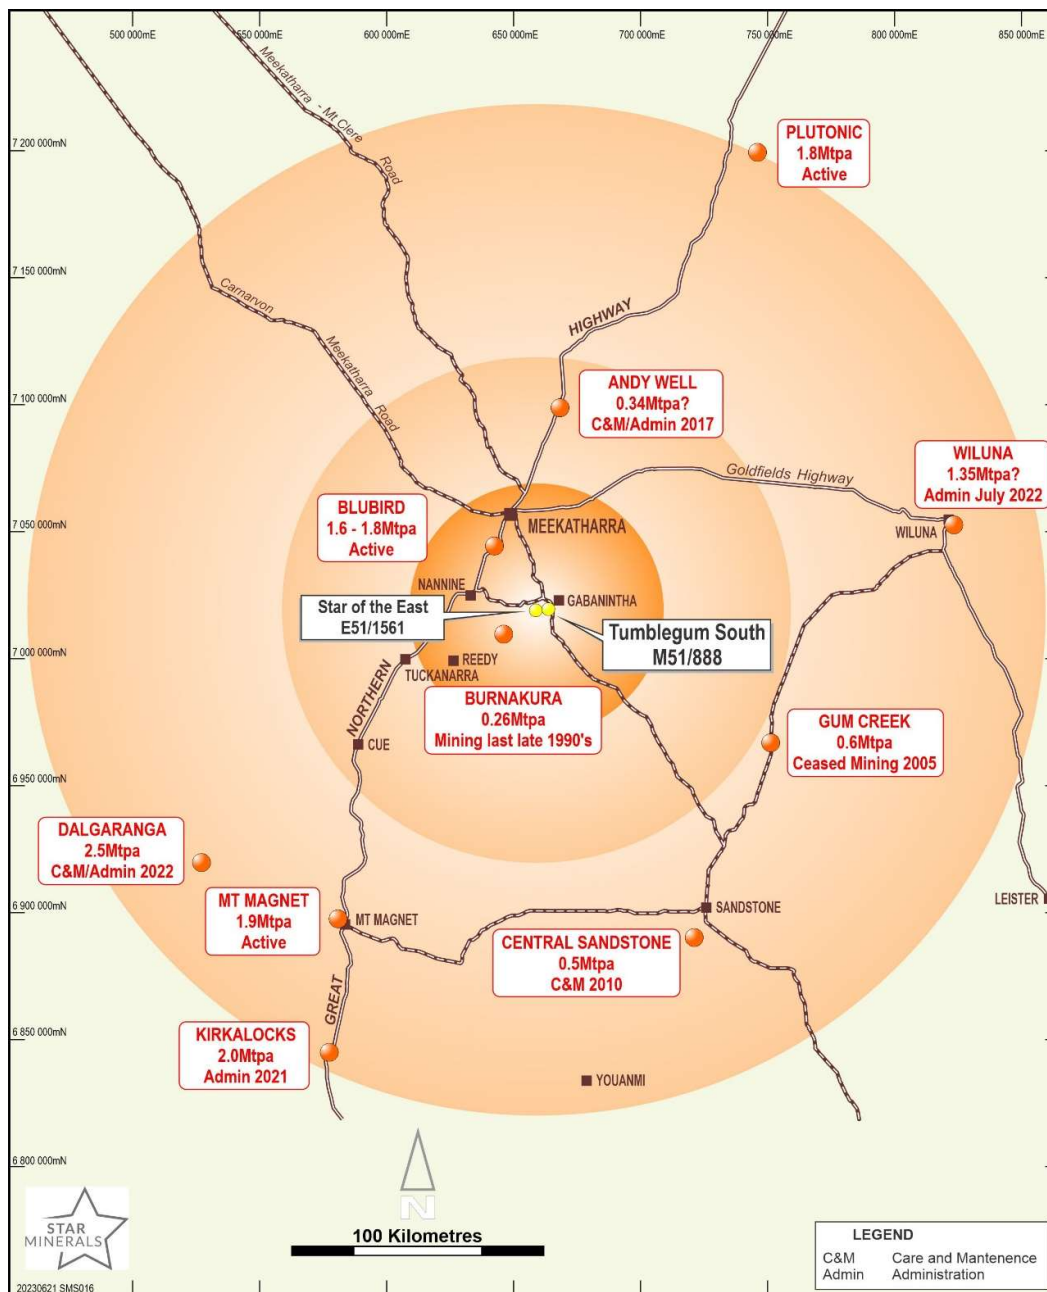 500 000mE
550 000mE
600 000mE
650 000mE
700 000mE
750 000mE
800 000mE
850 000mE
7 200 000mN
7 150 000mN
7 100 000mN
7 050 000mN
7 000 000mN
6 950 000mN
6 900 000mN
6 850 000mN
6 800 000mN
Meekatharra - Mt Clere Road
PLUTONIC
1.8Mtpa
Active
Carnarvon Meekatharra Road
HIGHWAY
ANDY WELL
0.34Mtpa?
C&M/Admin 2017
WILUNA
1.35Mtpa?
Admin July 2022
Goldfields Highway
BLUBIRD
1.6 - 1.8Mtpa
Active
MEEKATHARRA
WILUNA
NANNINE
GABANINTHA
Star of the East
E51/1561
Tumblegum South
M51/888
REEDY
TUCKANARRA
NORTHERN
BURNAKURA
0.26Mtpa
Mining last late 1990's
CUE
GUM CREEK
0.6Mtpa
Ceased Mining 2005
DALGARANGA
2.5Mtpa
C&M/Admin 2022
MT MAGNET
1.9Mtpa
Active
MT MAGNET
SANDSTONE
LEISTER
CENTRAL SANDSTONE
0.5Mtpa
C&M 2010
GREAT
KIRKALOCKS
2.0Mtpa
Admin 2021
YOUANMI
N
STAR
MINERALS
100 Kilometres
LEGEND
C&M Care and Mantenence
Admin Administration
20230621 SMS016